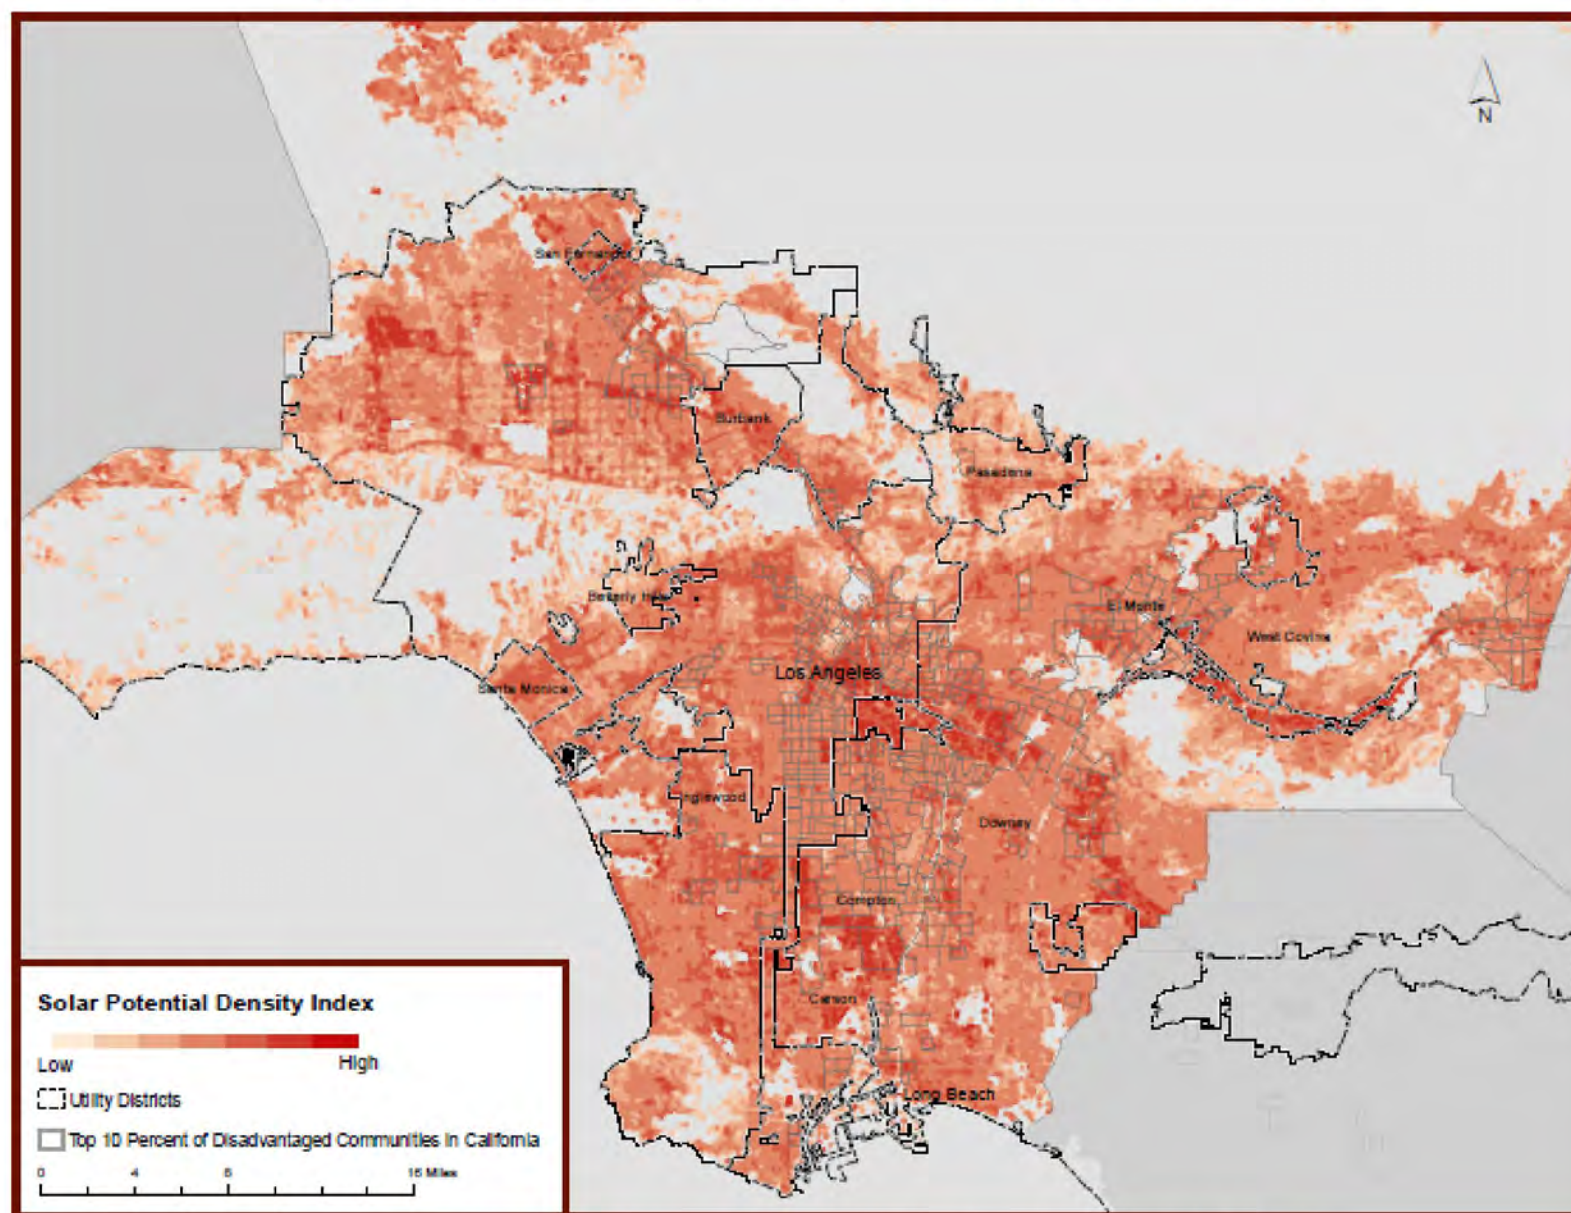 N
San Fernando
Burbank
Pasadena
Beverly Hills
El Monte
West Covina
Los Angeles
Santa Monica
Inglewood
Downey
Compton
Carson
Long Beach
Solar Potential Density Index
Low
High
Utility Districts
Top 10 Percent of Disadvantaged Communities in California
0 4 8 16 Miles